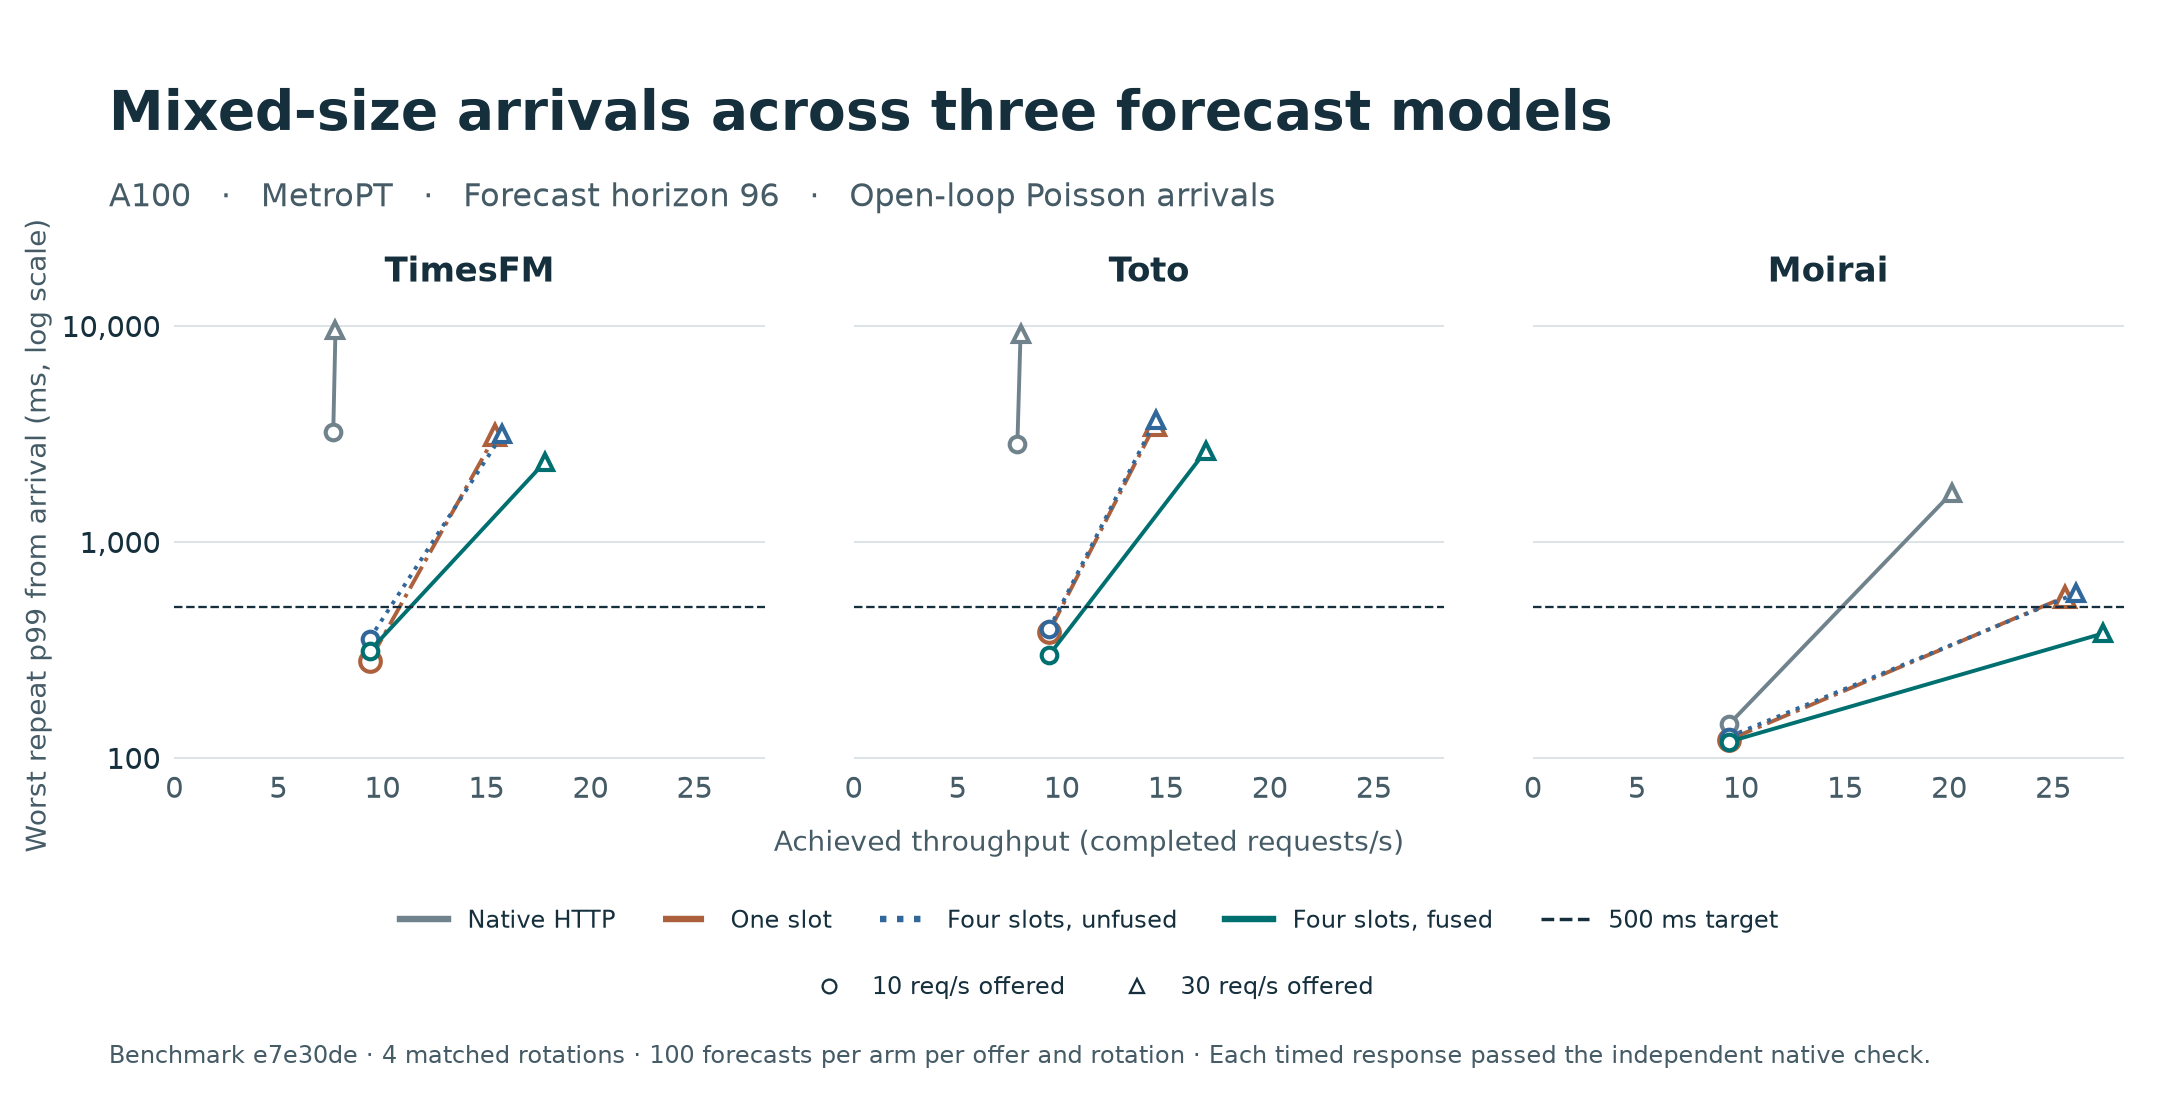 Mixed-size arrivals across three forecast models
A100 · MetroPT · Forecast horizon 96 · Open-loop Poisson arrivals
Worst repeat p99 from arrival (ms, log scale)
TimesFM
Toto
Moirai
10,000
1,000
100
0 5 10 15 20 25
0 5 10 15 20 25
0 5 10 15 20 25
Achieved throughput (completed requests/s)
Native HTTP
One slot
Four slots, unfused
Four slots, fused
500 ms target
10 req/s offered
30 req/s offered
Benchmark e7e30de · 4 matched rotations · 100 forecasts per arm per offer and rotation · Each timed response passed the independent native check.